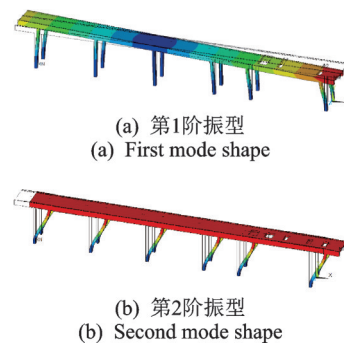 (a) 第1阶振型
(a) First mode shape
X
(b) 第2阶振型
(b) Second mode shape